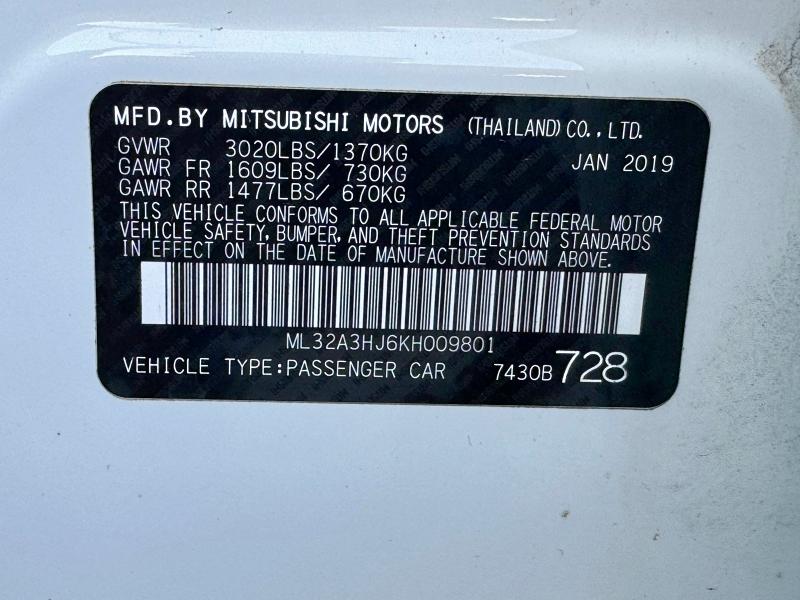 MFD.BY MITSUBISHI MOTORS (THAILAND) CO.,LTD.
GVWR 3020LBS/1370KG JAN 2019
GAWR FR 1609LBS/ 730KG
GAWR RR 1477LBS/ 670KG
THIS VEHICLE CONFORMS TO ALL APPLICABLE FEDERAL MOTOR
VEHICLE SAFETY, BUMPER, AND THEFT PREVENTION STANDARDS
IN EFFECT ON THE DATE OF MANUFACTURE SHOWN ABOVE.
ML32A3HJ6KH009801
VEHICLE TYPE:PASSENGER CAR 7430B 728